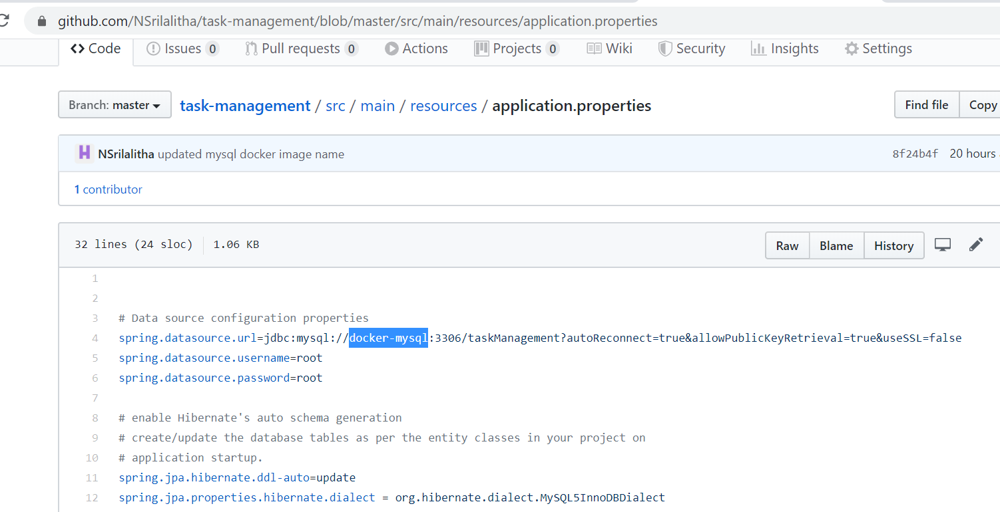 github.com/NSrilalitha/task-management/blob/master/src/main/resources/application.properties
Code Issues 0 Pull requests 0 Actions Projects 0 Wiki Security Insights Settings
Branch: master task-management / src / main / resources / application.properties Find file Copy
NSrilalitha updated mysql docker image name 8f24b4f 20 hours
1 contributor
32 lines (24 sloc) 1.06 KB Raw Blame History
1
2
3 # Data source configuration properties
4 spring.datasource.url=jdbc:mysql://docker-mysql:3306/taskManagement?autoReconnect=true&allowPublicKeyRetrieval=true&useSSL=false
5 spring.datasource.username=root
6 spring.datasource.password=root
7
8 # enable Hibernate's auto schema generation
9 # create/update the database tables as per the entity classes in your project on
10 # application startup.
11 spring.jpa.hibernate.ddl-auto=update
12 spring.jpa.properties.hibernate.dialect = org.hibernate.dialect.MySQL5InnoDBDialect